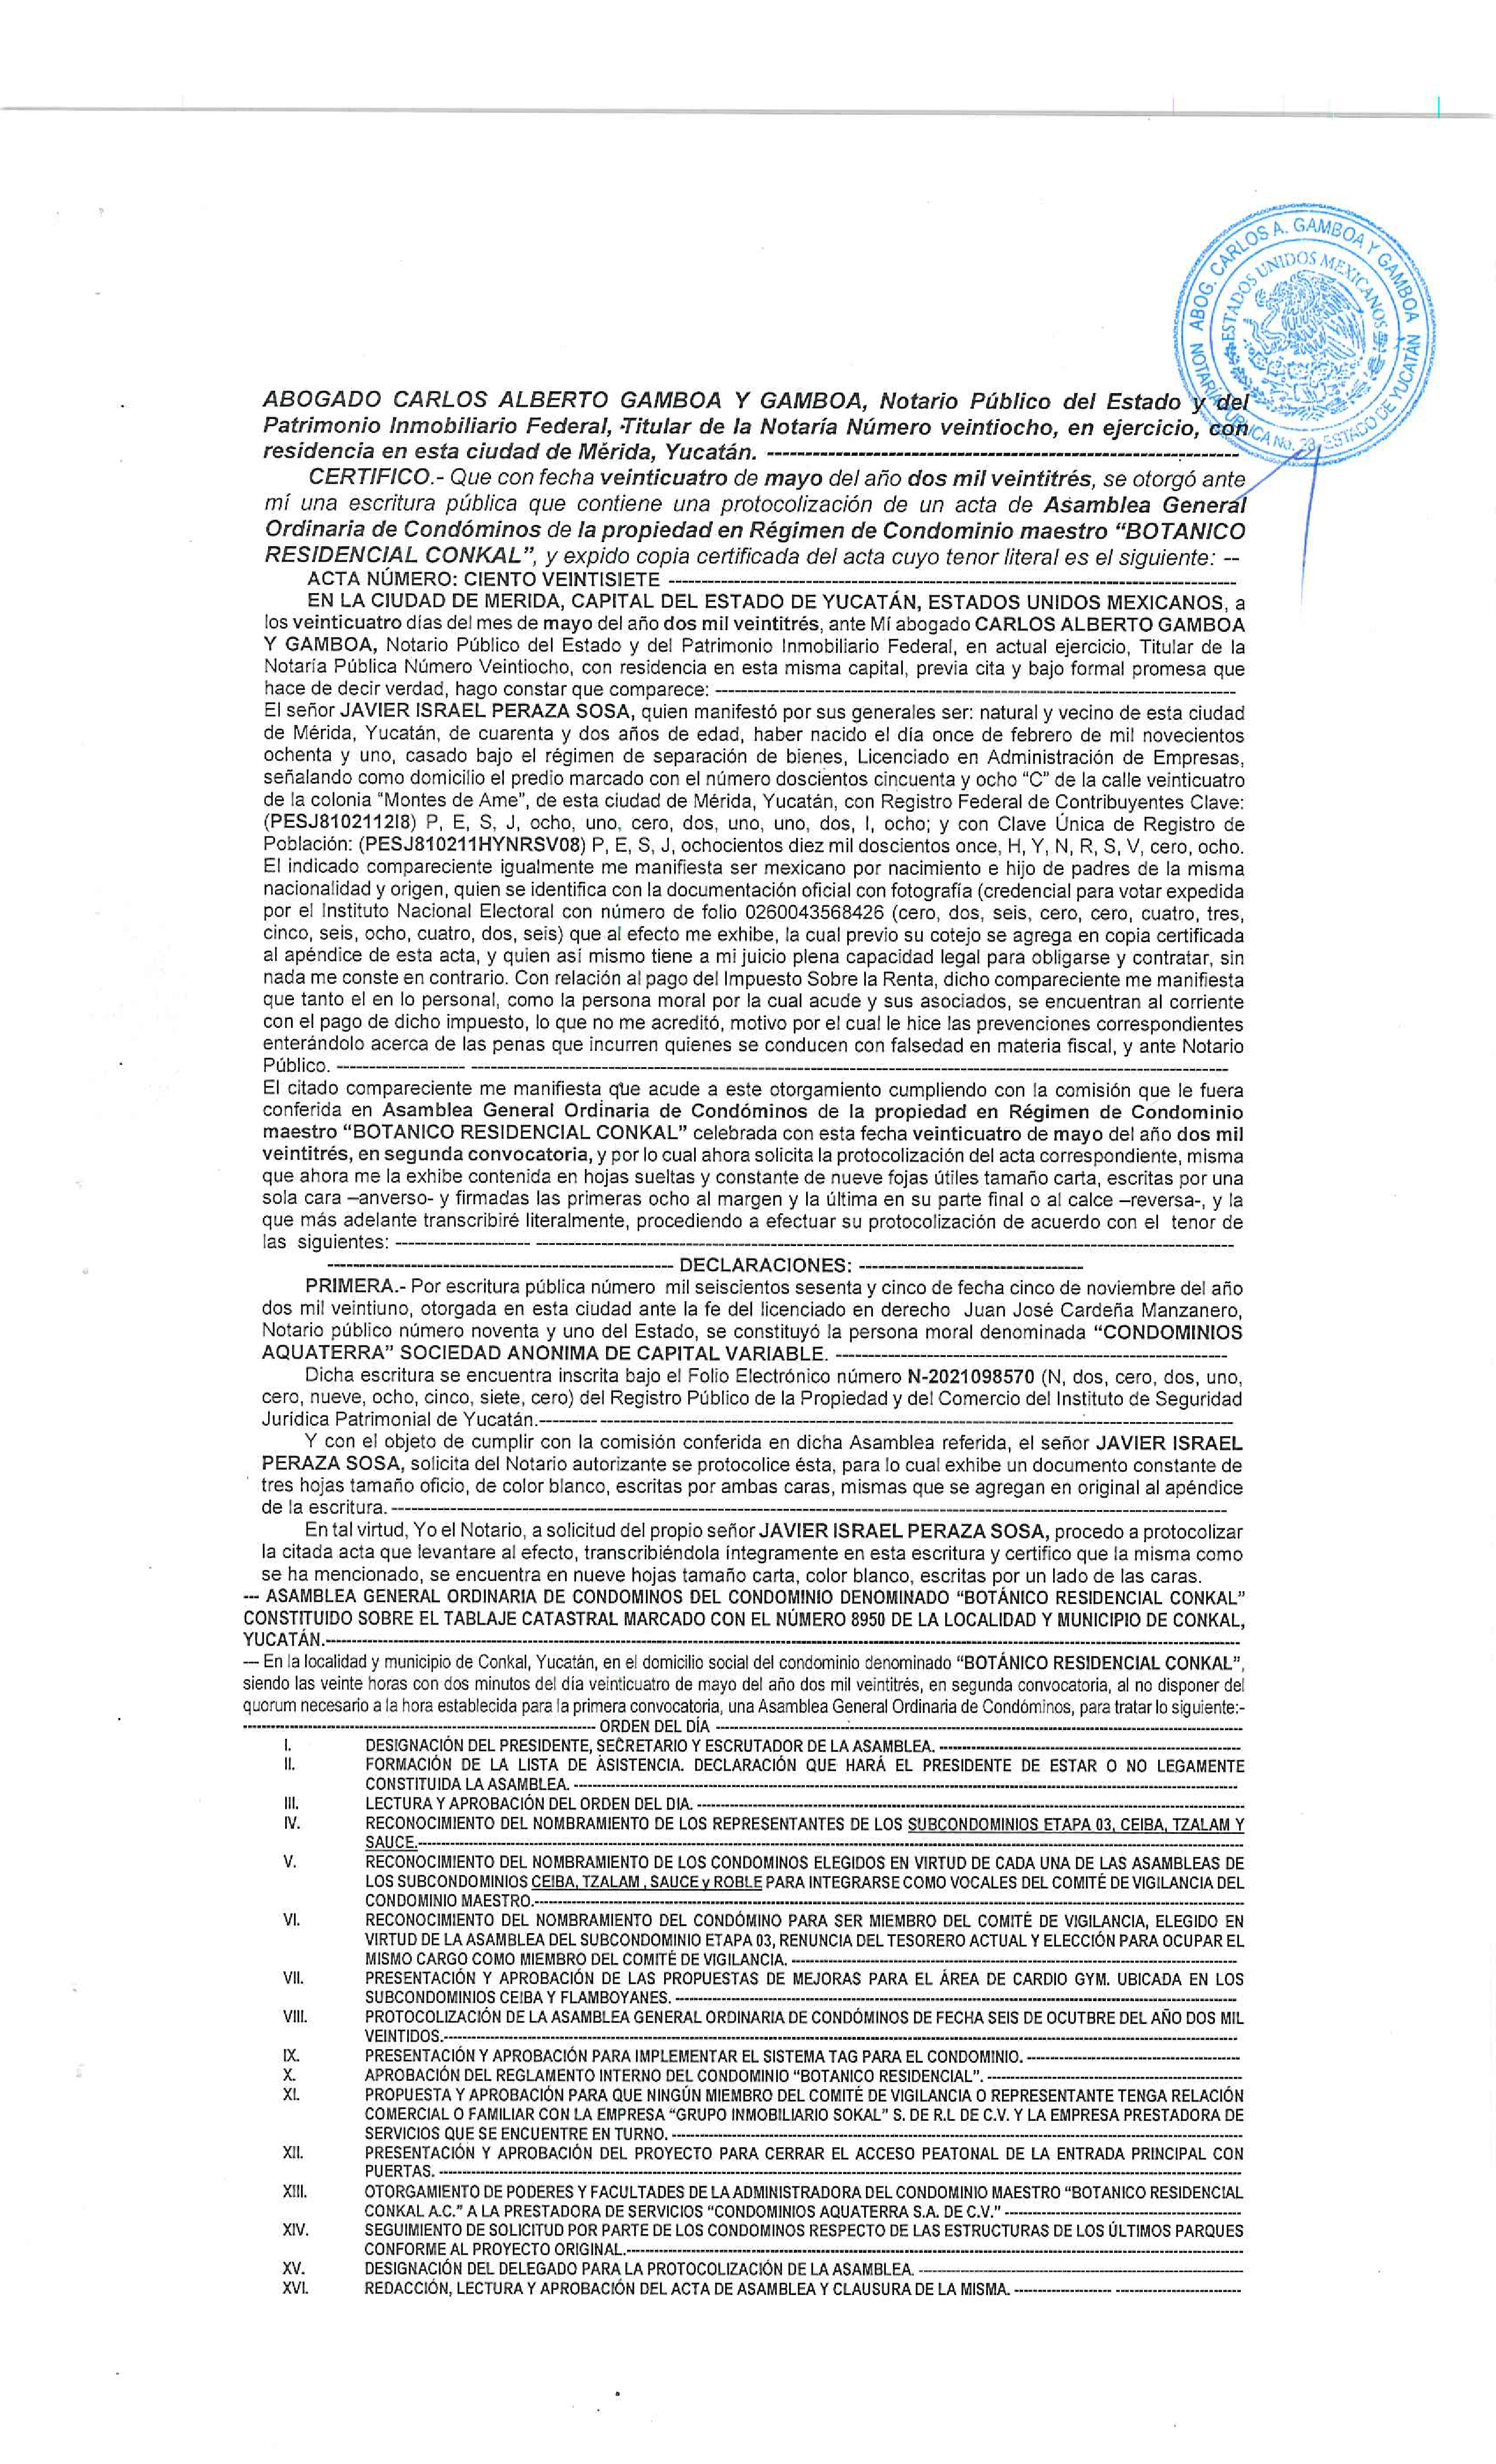 ABOG. CARLOS A. GAMBOA Y GAMBOA
ESTADOS UNIDOS MEXICANOS
NOTARÍA PÚBLICA No. 28, ESTADO DE YUCATÁN
ABOGADO CARLOS ALBERTO GAMBOA Y GAMBOA, Notario Público del Estado y del
Patrimonio Inmobiliario Federal, Titular de la Notaría Número veintiocho, en ejercicio, con
residencia en esta ciudad de Mérida, Yucatán. ---
CERTIFICO.- Que con fecha veinticuatro de mayo del año dos mil veintitrés, se otorgó ante
mí una escritura pública que contiene una protocolización de un acta de Asamblea General
Ordinaria de Condóminos de la propiedad en Régimen de Condominio maestro “BOTANICO
RESIDENCIAL CONKAL”, y expido copia certificada del acta cuyo tenor literal es el siguiente: --
ACTA NÚMERO: CIENTO VEINTISIETE ---
EN LA CIUDAD DE MERIDA, CAPITAL DEL ESTADO DE YUCATÁN, ESTADOS UNIDOS MEXICANOS, a
los veinticuatro días del mes de mayo del año dos mil veintitrés, ante Mí abogado CARLOS ALBERTO GAMBOA
Y GAMBOA, Notario Público del Estado y del Patrimonio Inmobiliario Federal, en actual ejercicio, Titular de la
Notaría Pública Número Veintiocho, con residencia en esta misma capital, previa cita y bajo formal promesa que
hace de decir verdad, hago constar que comparece: ---
El señor JAVIER ISRAEL PERAZA SOSA, quien manifestó por sus generales ser: natural y vecino de esta ciudad
de Mérida, Yucatán, de cuarenta y dos años de edad, haber nacido el día once de febrero de mil novecientos
ochenta y uno, casado bajo el régimen de separación de bienes, Licenciado en Administración de Empresas,
señalando como domicilio el predio marcado con el número doscientos cincuenta y ocho “C” de la calle veinticuatro
de la colonia “Montes de Ame”, de esta ciudad de Mérida, Yucatán, con Registro Federal de Contribuyentes Clave:
(PESJ8102112I8) P, E, S, J, ocho, uno, cero, dos, uno, uno, dos, I, ocho; y con Clave Única de Registro de
Población: (PESJ810211HYNRSV08) P, E, S, J, ochocientos diez mil doscientos once, H, Y, N, R, S, V, cero, ocho.
El indicado compareciente igualmente me manifiesta ser mexicano por nacimiento e hijo de padres de la misma
nacionalidad y origen, quien se identifica con la documentación oficial con fotografía (credencial para votar expedida
por el Instituto Nacional Electoral con número de folio 0260043568426 (cero, dos, seis, cero, cero, cuatro, tres,
cinco, seis, ocho, cuatro, dos, seis) que al efecto me exhibe, la cual previo su cotejo se agrega en copia certificada
al apéndice de esta acta, y quien así mismo tiene a mi juicio plena capacidad legal para obligarse y contratar, sin
nada me conste en contrario. Con relación al pago del Impuesto Sobre la Renta, dicho compareciente me manifiesta
que tanto el en lo personal, como la persona moral por la cual acude y sus asociados, se encuentran al corriente
con el pago de dicho impuesto, lo que no me acreditó, motivo por el cual le hice las prevenciones correspondientes
enterándolo acerca de las penas que incurren quienes se conducen con falsedad en materia fiscal, y ante Notario
Público. ---
El citado compareciente me manifiesta que acude a este otorgamiento cumpliendo con la comisión que le fuera
conferida en Asamblea General Ordinaria de Condóminos de la propiedad en Régimen de Condominio
maestro “BOTANICO RESIDENCIAL CONKAL” celebrada con esta fecha veinticuatro de mayo del año dos mil
veintitrés, en segunda convocatoria, y por lo cual ahora solicita la protocolización del acta correspondiente, misma
que ahora me la exhibe contenida en hojas sueltas y constante de nueve fojas útiles tamaño carta, escritas por una
sola cara –anverso- y firmadas las primeras ocho al margen y la última en su parte final o al calce –reversa-, y la
que más adelante transcribiré literalmente, procediendo a efectuar su protocolización de acuerdo con el tenor de
las siguientes: ---
--- DECLARACIONES: ---
PRIMERA.- Por escritura pública número mil seiscientos sesenta y cinco de fecha cinco de noviembre del año
dos mil veintiuno, otorgada en esta ciudad ante la fe del licenciado en derecho Juan José Cardeña Manzanero,
Notario público número noventa y uno del Estado, se constituyó la persona moral denominada “CONDOMINIOS
AQUATERRA” SOCIEDAD ANONIMA DE CAPITAL VARIABLE. ---
Dicha escritura se encuentra inscrita bajo el Folio Electrónico número N-2021098570 (N, dos, cero, dos, uno,
cero, nueve, ocho, cinco, siete, cero) del Registro Público de la Propiedad y del Comercio del Instituto de Seguridad
Jurídica Patrimonial de Yucatán.---
Y con el objeto de cumplir con la comisión conferida en dicha Asamblea referida, el señor JAVIER ISRAEL
PERAZA SOSA, solicita del Notario autorizante se protocolice ésta, para lo cual exhibe un documento constante de
tres hojas tamaño oficio, de color blanco, escritas por ambas caras, mismas que se agregan en original al apéndice
de la escritura. ---
En tal virtud, Yo el Notario, a solicitud del propio señor JAVIER ISRAEL PERAZA SOSA, procedo a protocolizar
la citada acta que levantare al efecto, transcribiéndola íntegramente en esta escritura y certifico que la misma como
se ha mencionado, se encuentra en nueve hojas tamaño carta, color blanco, escritas por un lado de las caras.
--- ASAMBLEA GENERAL ORDINARIA DE CONDOMINOS DEL CONDOMINIO DENOMINADO “BOTÁNICO RESIDENCIAL CONKAL”
CONSTITUIDO SOBRE EL TABLAJE CATASTRAL MARCADO CON EL NÚMERO 8950 DE LA LOCALIDAD Y MUNICIPIO DE CONKAL,
YUCATÁN.---
--- En la localidad y municipio de Conkal, Yucatán, en el domicilio social del condominio denominado “BOTÁNICO RESIDENCIAL CONKAL”,
siendo las veinte horas con dos minutos del día veinticuatro de mayo del año dos mil veintitrés, en segunda convocatoria, al no disponer del
quorum necesario a la hora establecida para la primera convocatoria, una Asamblea General Ordinaria de Condóminos, para tratar lo siguiente:-
--- ORDEN DEL DÍA ---
I. DESIGNACIÓN DEL PRESIDENTE, SECRETARIO Y ESCRUTADOR DE LA ASAMBLEA. ---
II. FORMACIÓN DE LA LISTA DE ASISTENCIA. DECLARACIÓN QUE HARÁ EL PRESIDENTE DE ESTAR O NO LEGAMENTE
CONSTITUIDA LA ASAMBLEA. ---
III. LECTURA Y APROBACIÓN DEL ORDEN DEL DIA. ---
IV. RECONOCIMIENTO DEL NOMBRAMIENTO DE LOS REPRESENTANTES DE LOS SUBCONDOMINIOS ETAPA 03, CEIBA, TZALAM Y
SAUCE.---
V. RECONOCIMIENTO DEL NOMBRAMIENTO DE LOS CONDOMINOS ELEGIDOS EN VIRTUD DE CADA UNA DE LAS ASAMBLEAS DE
LOS SUBCONDOMINIOS CEIBA, TZALAM , SAUCE y ROBLE PARA INTEGRARSE COMO VOCALES DEL COMITÉ DE VIGILANCIA DEL
CONDOMINIO MAESTRO.---
VI. RECONOCIMIENTO DEL NOMBRAMIENTO DEL CONDÓMINO PARA SER MIEMBRO DEL COMITÉ DE VIGILANCIA, ELEGIDO EN
VIRTUD DE LA ASAMBLEA DEL SUBCONDOMINIO ETAPA 03, RENUNCIA DEL TESORERO ACTUAL Y ELECCIÓN PARA OCUPAR EL
MISMO CARGO COMO MIEMBRO DEL COMITÉ DE VIGILANCIA. ---
VII. PRESENTACIÓN Y APROBACIÓN DE LAS PROPUESTAS DE MEJORAS PARA EL ÁREA DE CARDIO GYM. UBICADA EN LOS
SUBCONDOMINIOS CEIBA Y FLAMBOYANES. ---
VIII. PROTOCOLIZACIÓN DE LA ASAMBLEA GENERAL ORDINARIA DE CONDÓMINOS DE FECHA SEIS DE OCUTBRE DEL AÑO DOS MIL
VEINTIDOS.---
IX. PRESENTACIÓN Y APROBACIÓN PARA IMPLEMENTAR EL SISTEMA TAG PARA EL CONDOMINIO. ---
X. APROBACIÓN DEL REGLAMENTO INTERNO DEL CONDOMINIO “BOTANICO RESIDENCIAL”. ---
XI. PROPUESTA Y APROBACIÓN PARA QUE NINGÚN MIEMBRO DEL COMITÉ DE VIGILANCIA O REPRESENTANTE TENGA RELACIÓN
COMERCIAL O FAMILIAR CON LA EMPRESA “GRUPO INMOBILIARIO SOKAL” S. DE R.L DE C.V. Y LA EMPRESA PRESTADORA DE
SERVICIOS QUE SE ENCUENTRE EN TURNO. ---
XII. PRESENTACIÓN Y APROBACIÓN DEL PROYECTO PARA CERRAR EL ACCESO PEATONAL DE LA ENTRADA PRINCIPAL CON
PUERTAS. ---
XIII. OTORGAMIENTO DE PODERES Y FACULTADES DE LA ADMINISTRADORA DEL CONDOMINIO MAESTRO “BOTANICO RESIDENCIAL
CONKAL A.C.” A LA PRESTADORA DE SERVICIOS “CONDOMINIOS AQUATERRA S.A. DE C.V.” ---
XIV. SEGUIMIENTO DE SOLICITUD POR PARTE DE LOS CONDOMINOS RESPECTO DE LAS ESTRUCTURAS DE LOS ÚLTIMOS PARQUES
CONFORME AL PROYECTO ORIGINAL.---
XV. DESIGNACIÓN DEL DELEGADO PARA LA PROTOCOLIZACIÓN DE LA ASAMBLEA. ---
XVI. REDACCIÓN, LECTURA Y APROBACIÓN DEL ACTA DE ASAMBLEA Y CLAUSURA DE LA MISMA. ---